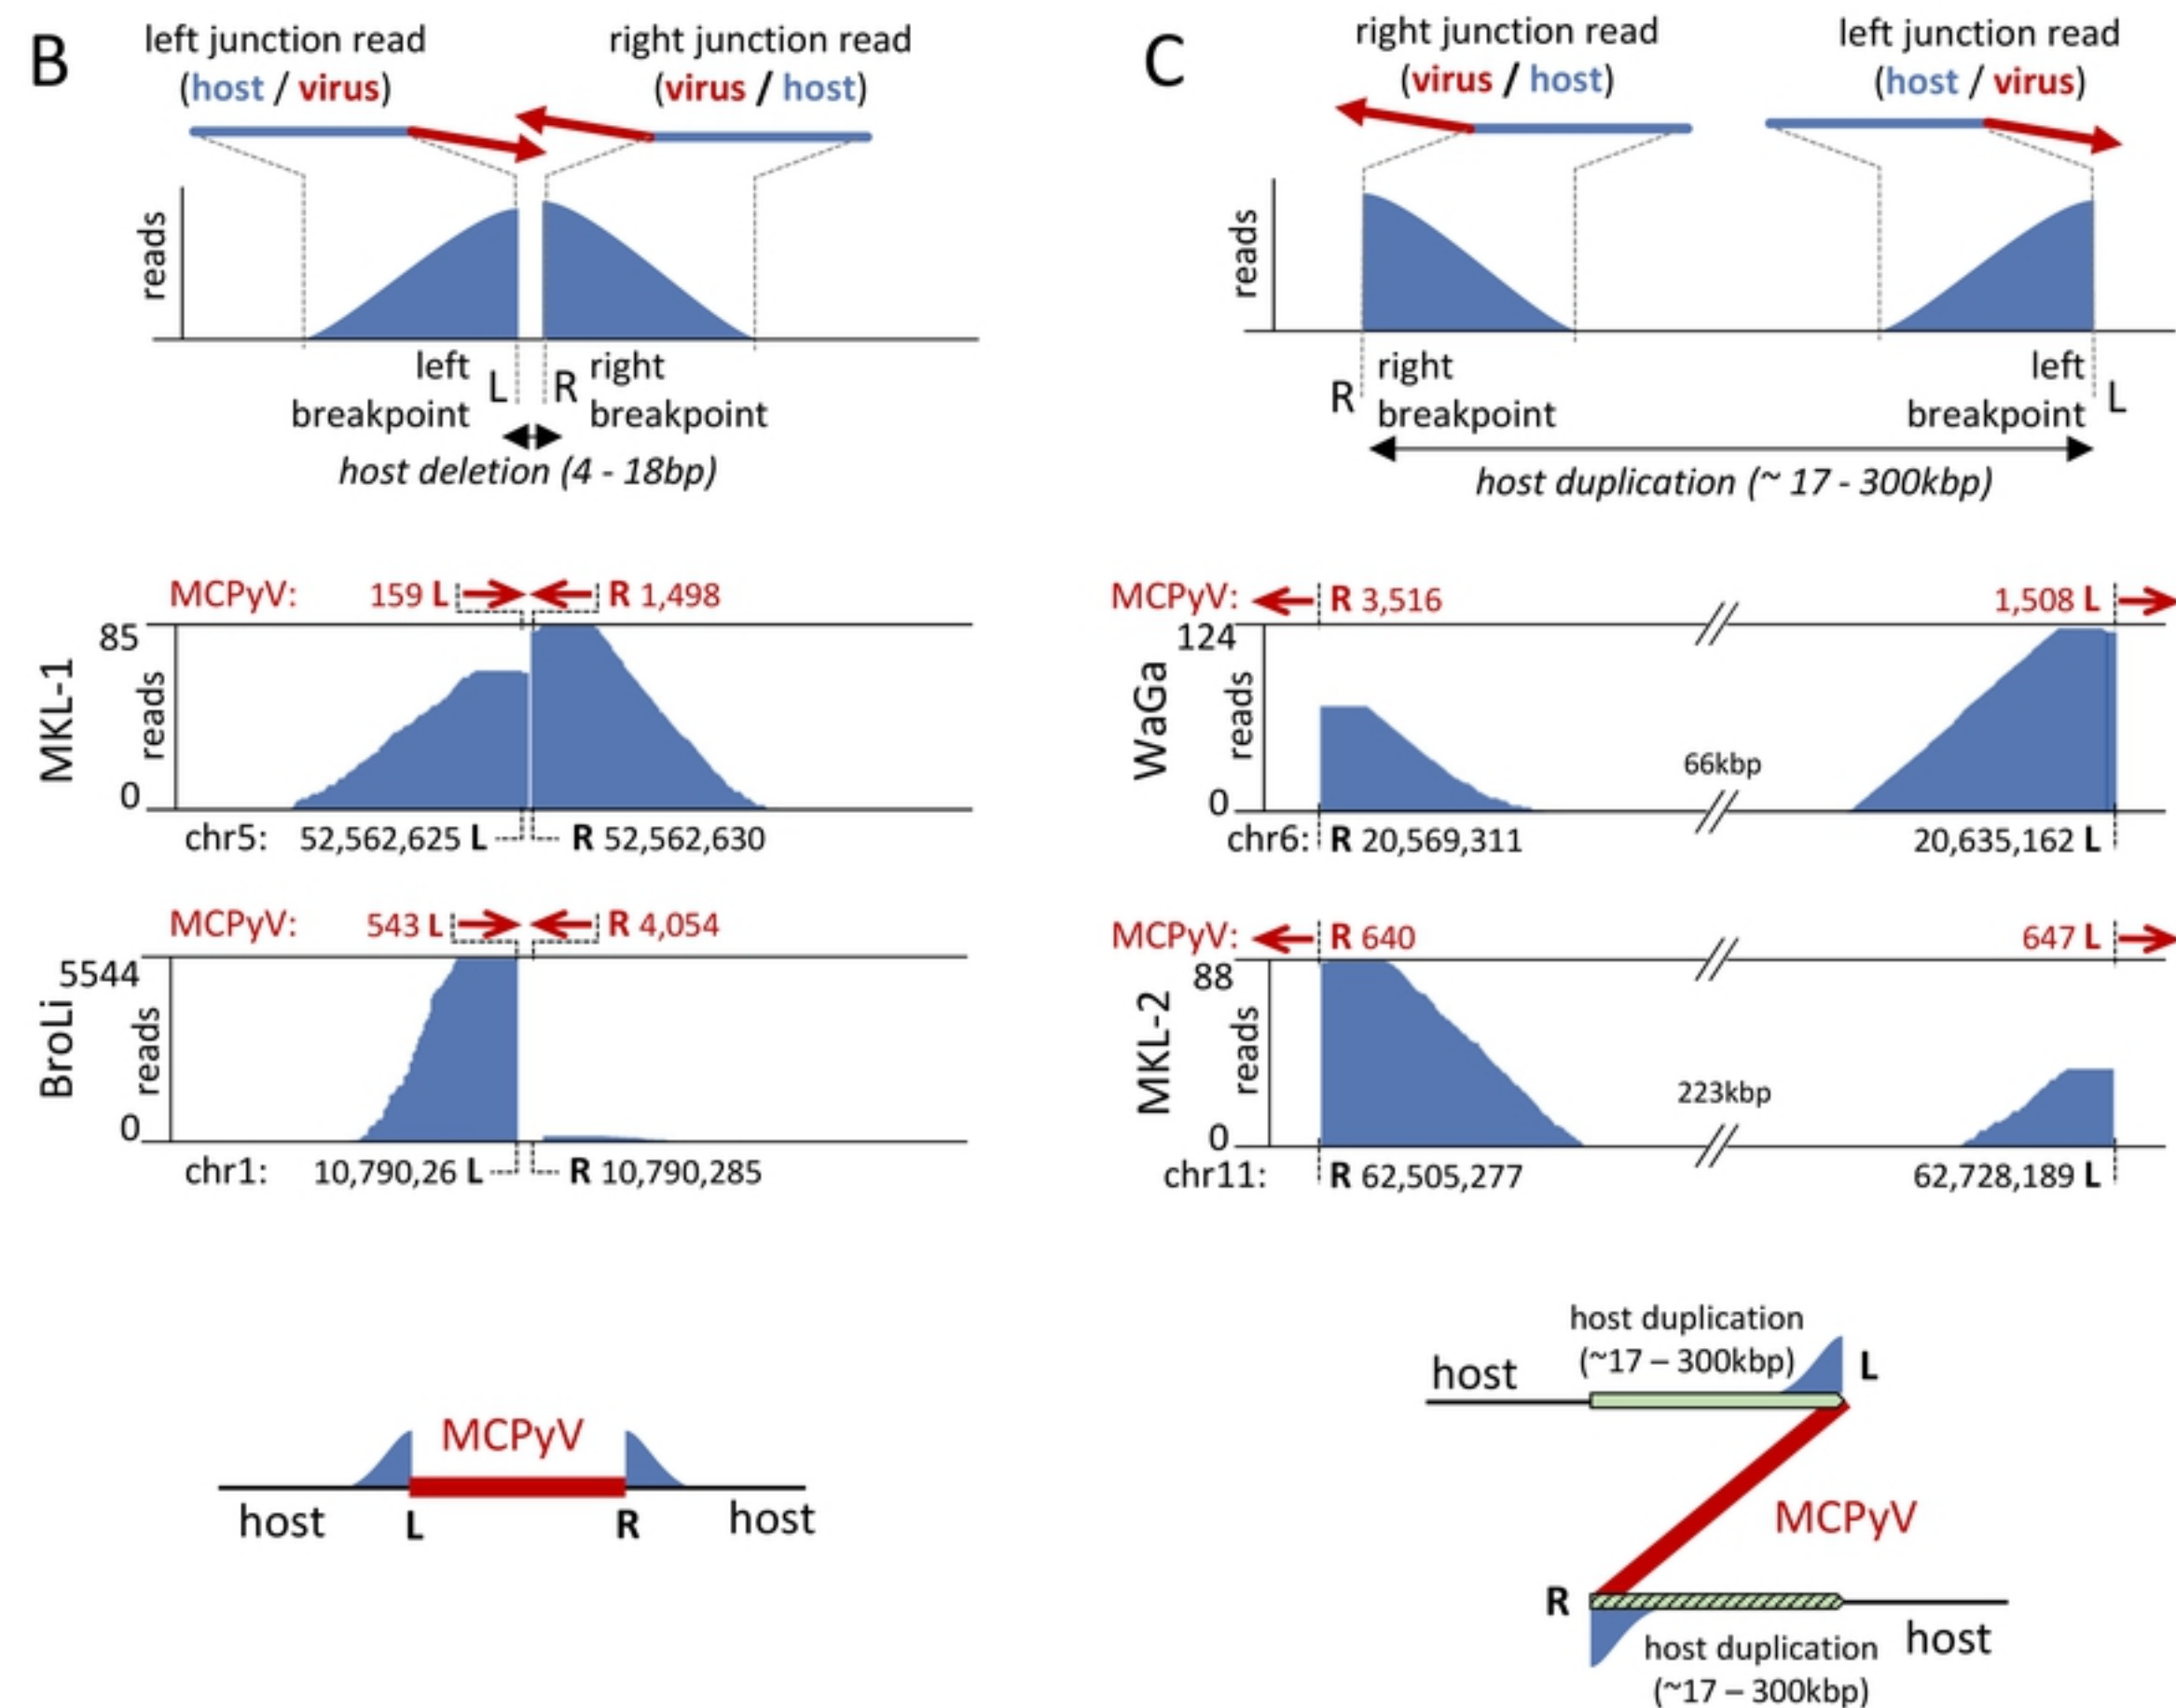 B
left junction read
(host / virus)
right junction read
(virus / host)
reads
left
breakpoint
L
R
right
breakpoint
host deletion (4 - 18bp)
MCPyV: 159 L R 1,498
MKL-1
85
reads
0
chr5: 52,562,625 L R 52,562,630
MCPyV: 543 L R 4,054
BroLi
5544
reads
0
chr1: 10,790,26 L R 10,790,285
MCPyV
host L R host
C
right junction read
(virus / host)
left junction read
(host / virus)
reads
R
right
breakpoint
left
breakpoint
L
host duplication (~ 17 - 300kbp)
MCPyV: R 3,516 1,508 L
WaGa
124
reads
0
66kbp
chr6: R 20,569,311 20,635,162 L
MCPyV: R 640 647 L
MKL-2
88
reads
0
223kbp
chr11: R 62,505,277 62,728,189 L
host duplication
(~17 – 300kbp)
host
L
MCPyV
R
host duplication
(~17 – 300kbp)
host